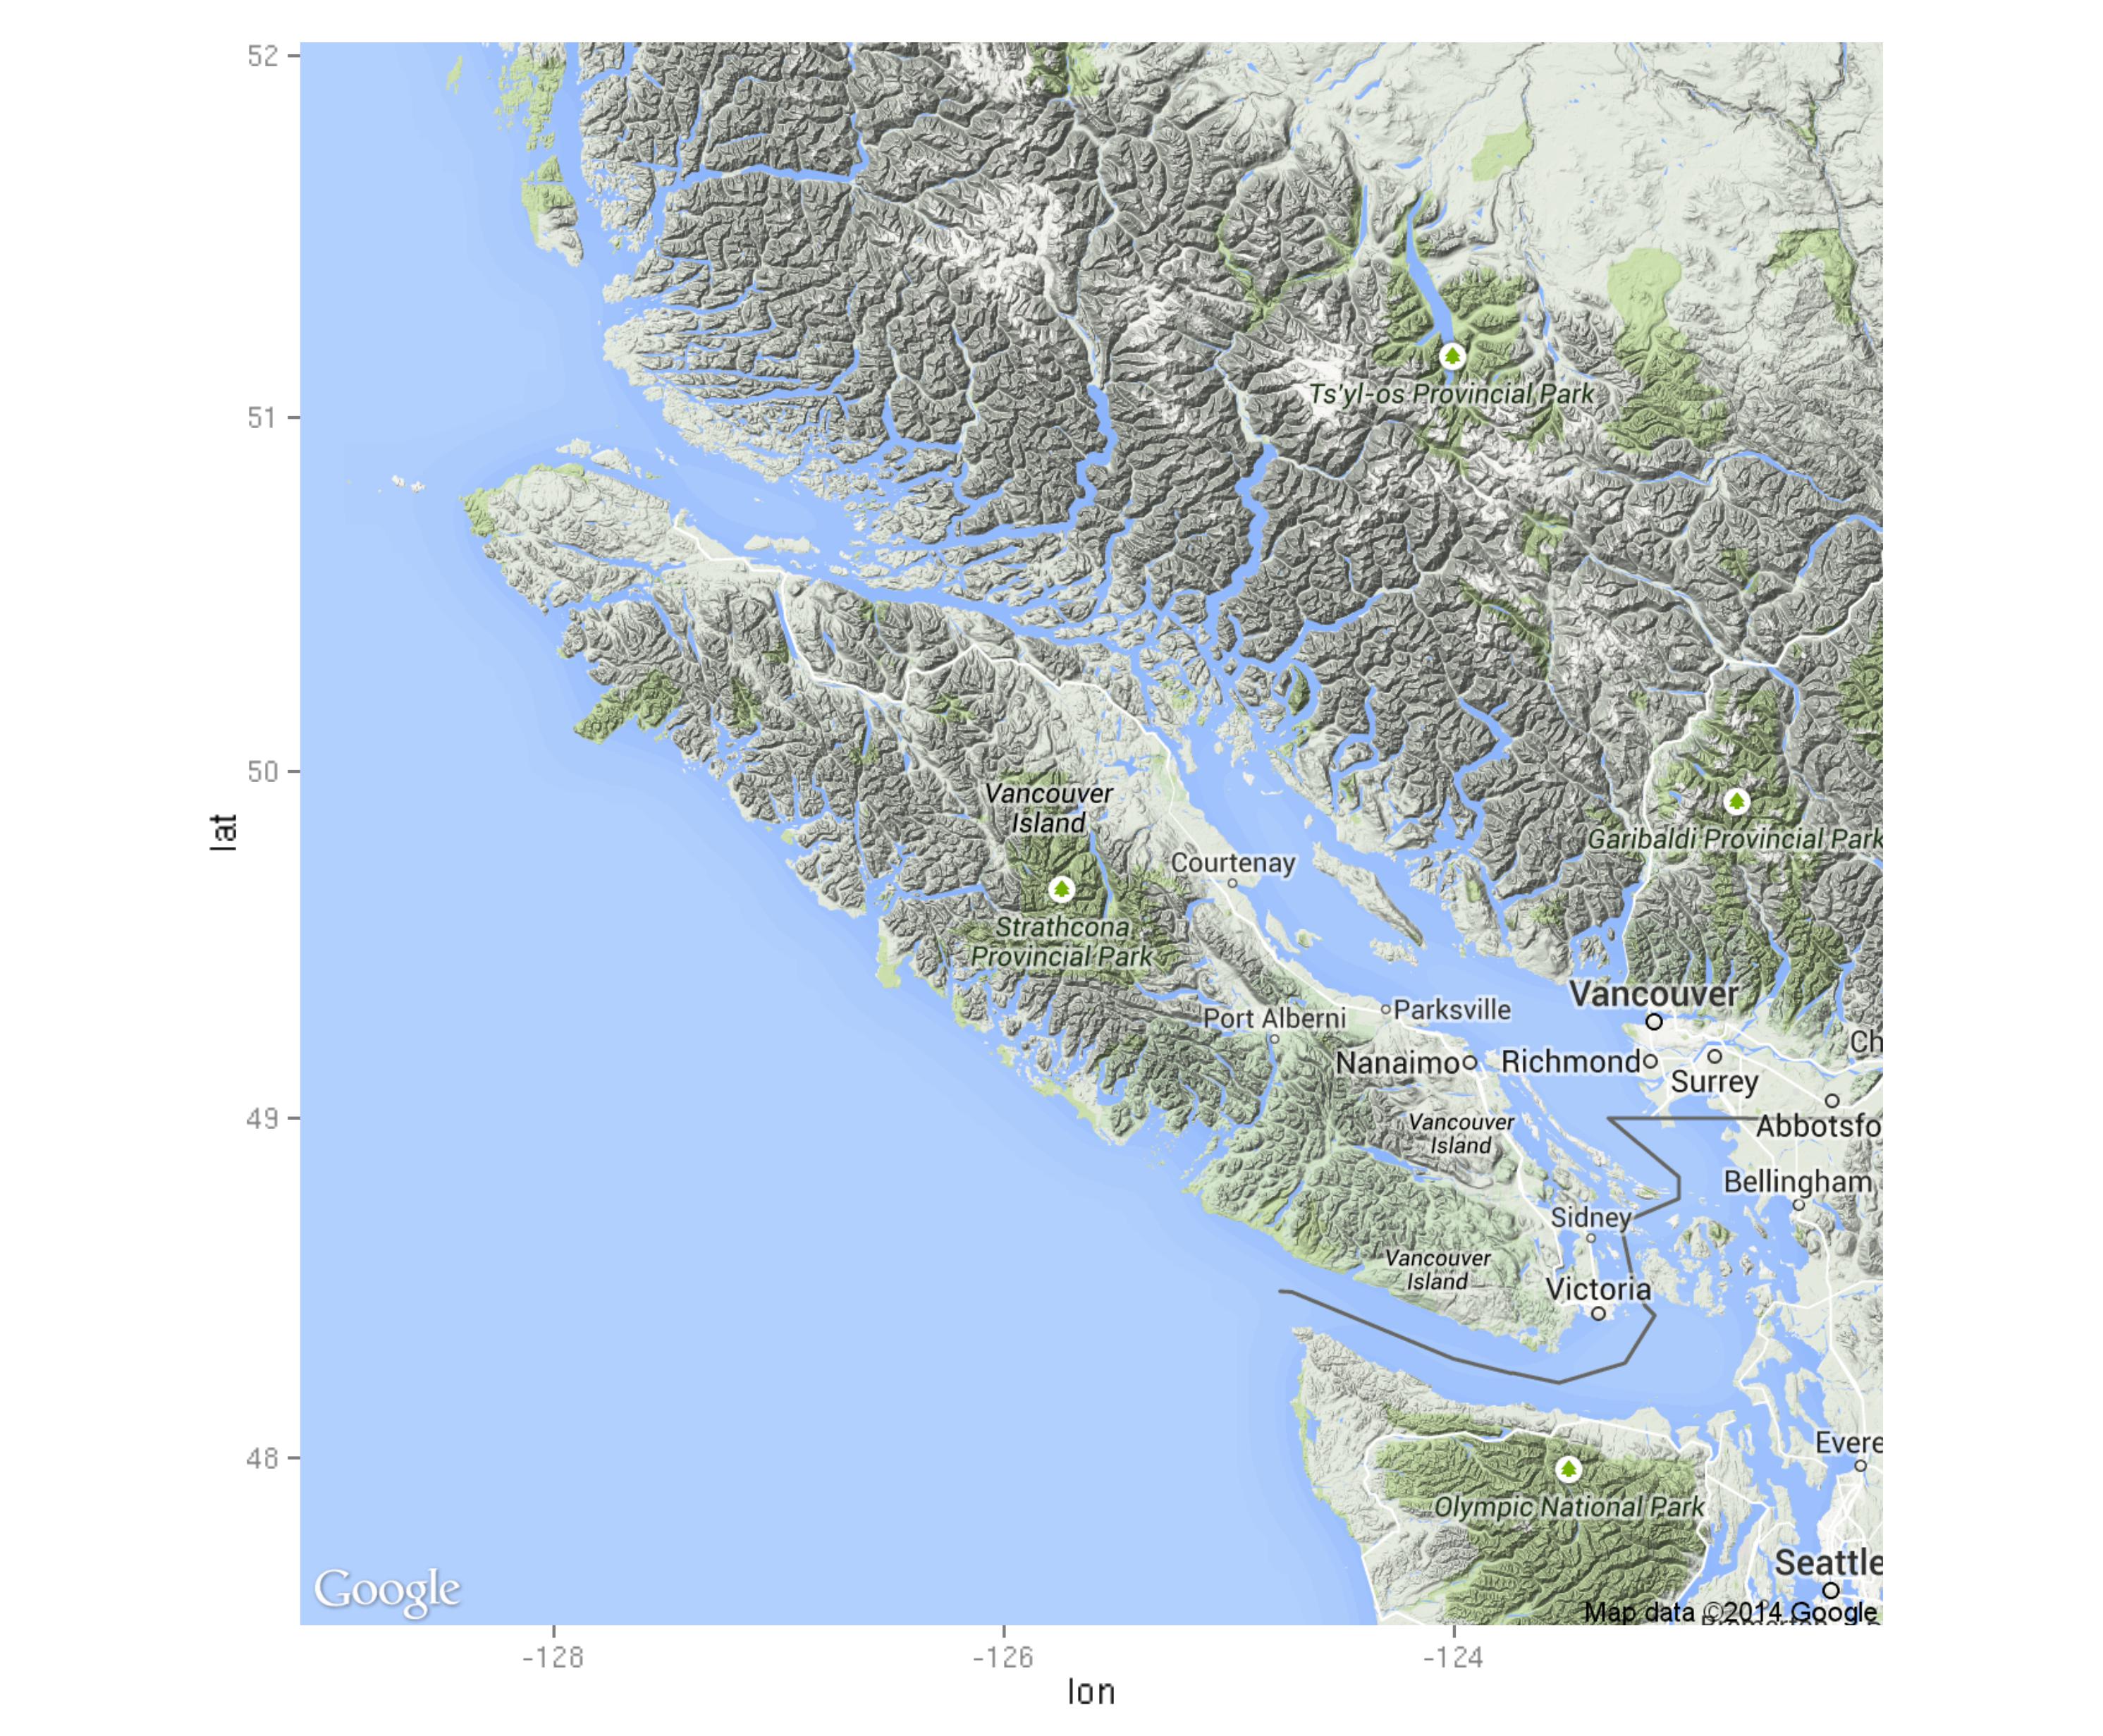 52
51
Ts'yl-os Provincial Park
50
lat
Vancouver
Island
Garibaldi Provincial Park
Courtenay
Strathcona
Provincial Park
Vancouver
Port Alberni
Parksville
Ch
Nanaimo
Richmond
Surrey
49
Vancouver
Island
Abbotsfo
Bellingham
Sidney
Vancouver
Island
Victoria
48
Evere
Olympic National Park
Seattle
Google
Map data ©2014 Google
-128
-126
-124
lon